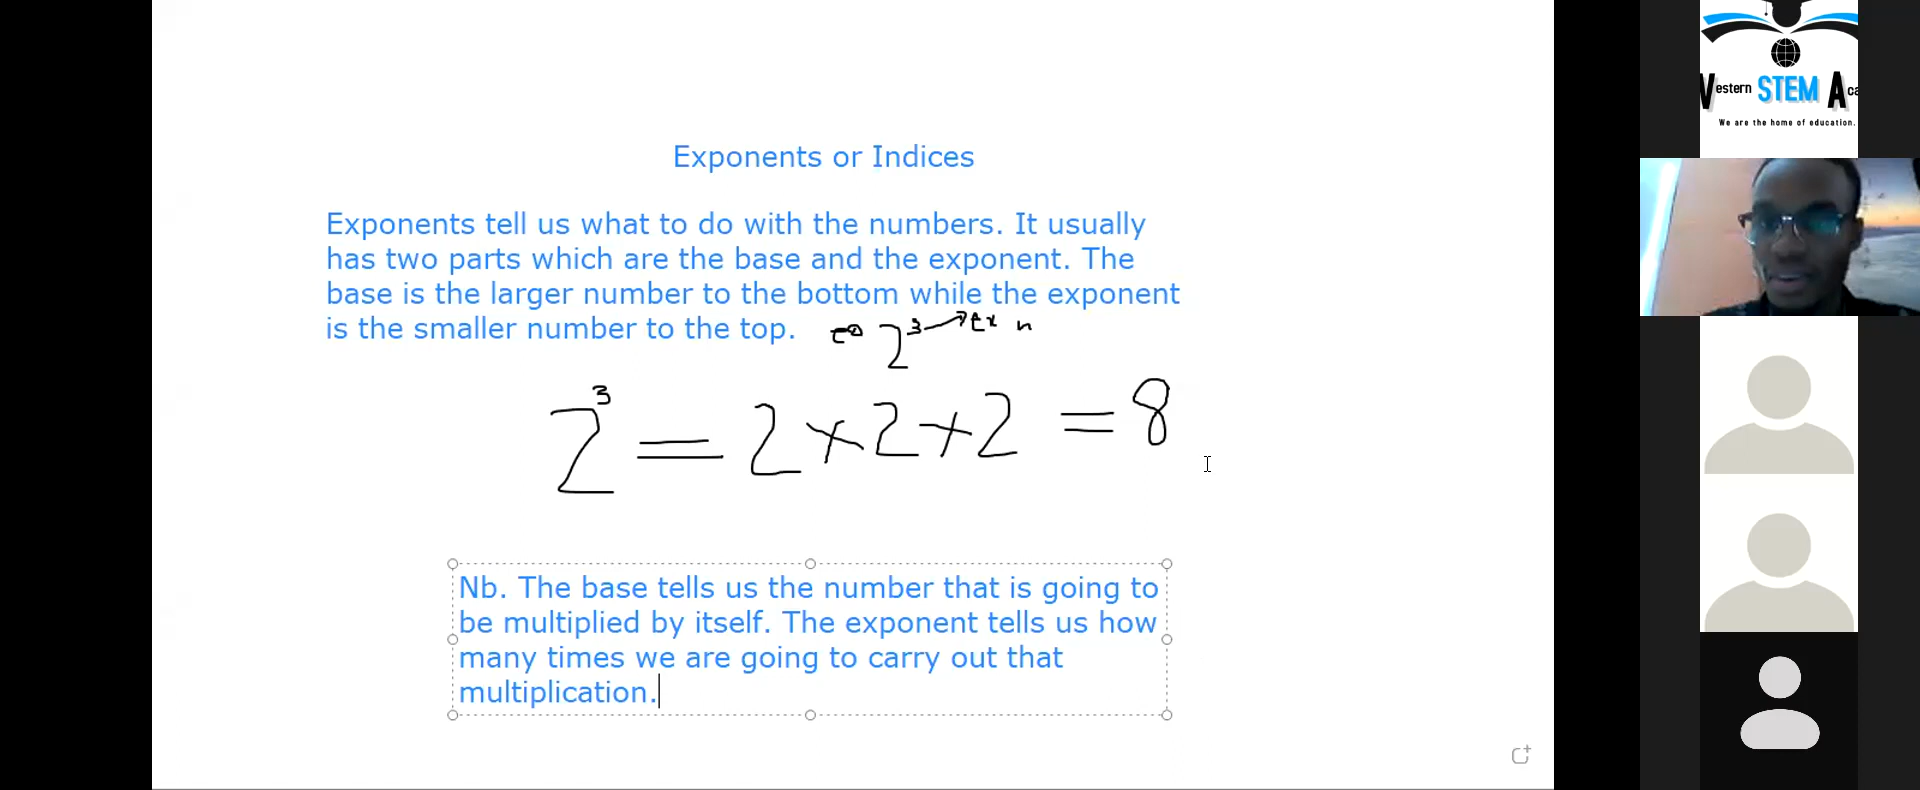 Exponents or Indices
Exponents tell us what to do with the numbers. It usually
has two parts which are the base and the exponent. The
base is the larger number to the bottom while the exponent
is the smaller number to the top.
2³ → ex n
2³ = 2 × 2 × 2 = 8
Nb. The base tells us the number that is going to
be multiplied by itself. The exponent tells us how
many times we are going to carry out that
multiplication.
estern STEM Aca
We are the home of education.